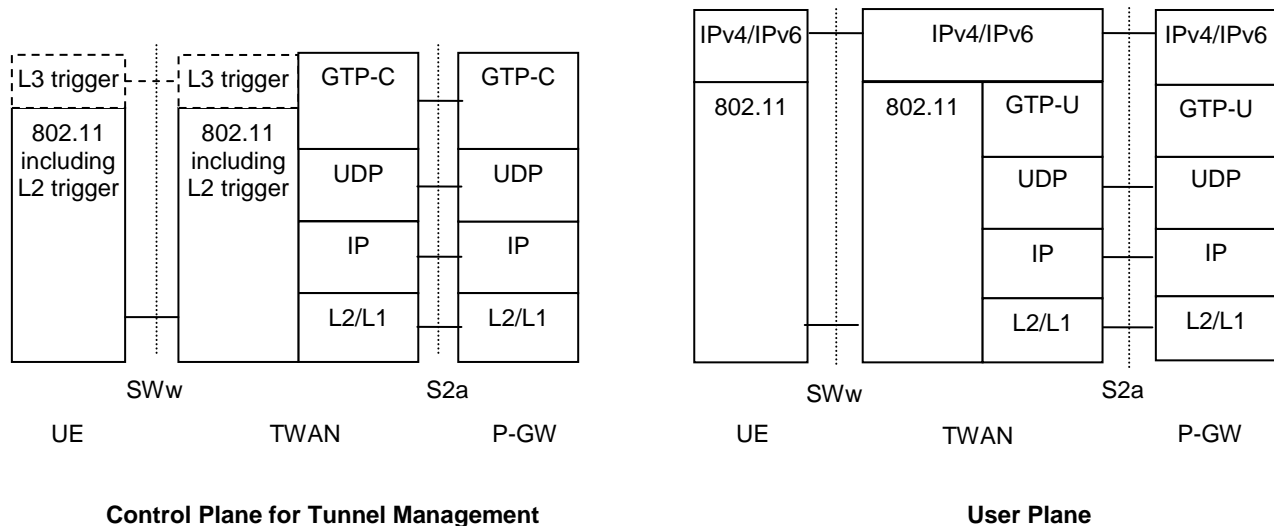 L3 trigger
L3 trigger
GTP-C
GTP-C
802.11
including
L2 trigger
802.11
including
L2 trigger
UDP
UDP
IP
IP
L2/L1
L2/L1
SWw
S2a
UE
TWAN
P-GW
Control Plane for Tunnel Management
IPv4/IPv6
IPv4/IPv6
IPv4/IPv6
802.11
802.11
GTP-U
GTP-U
UDP
UDP
IP
IP
L2/L1
L2/L1
SWw
S2a
UE
TWAN
P-GW
User Plane